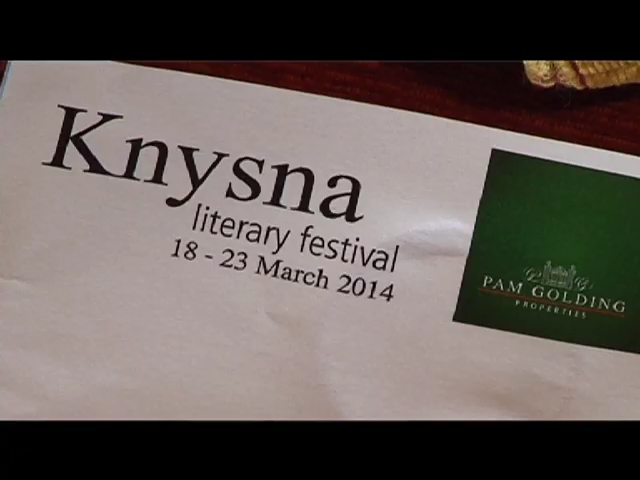 Knysna
literary festival
18 - 23 March 2014
PAM GOLDING
PROPERTIES